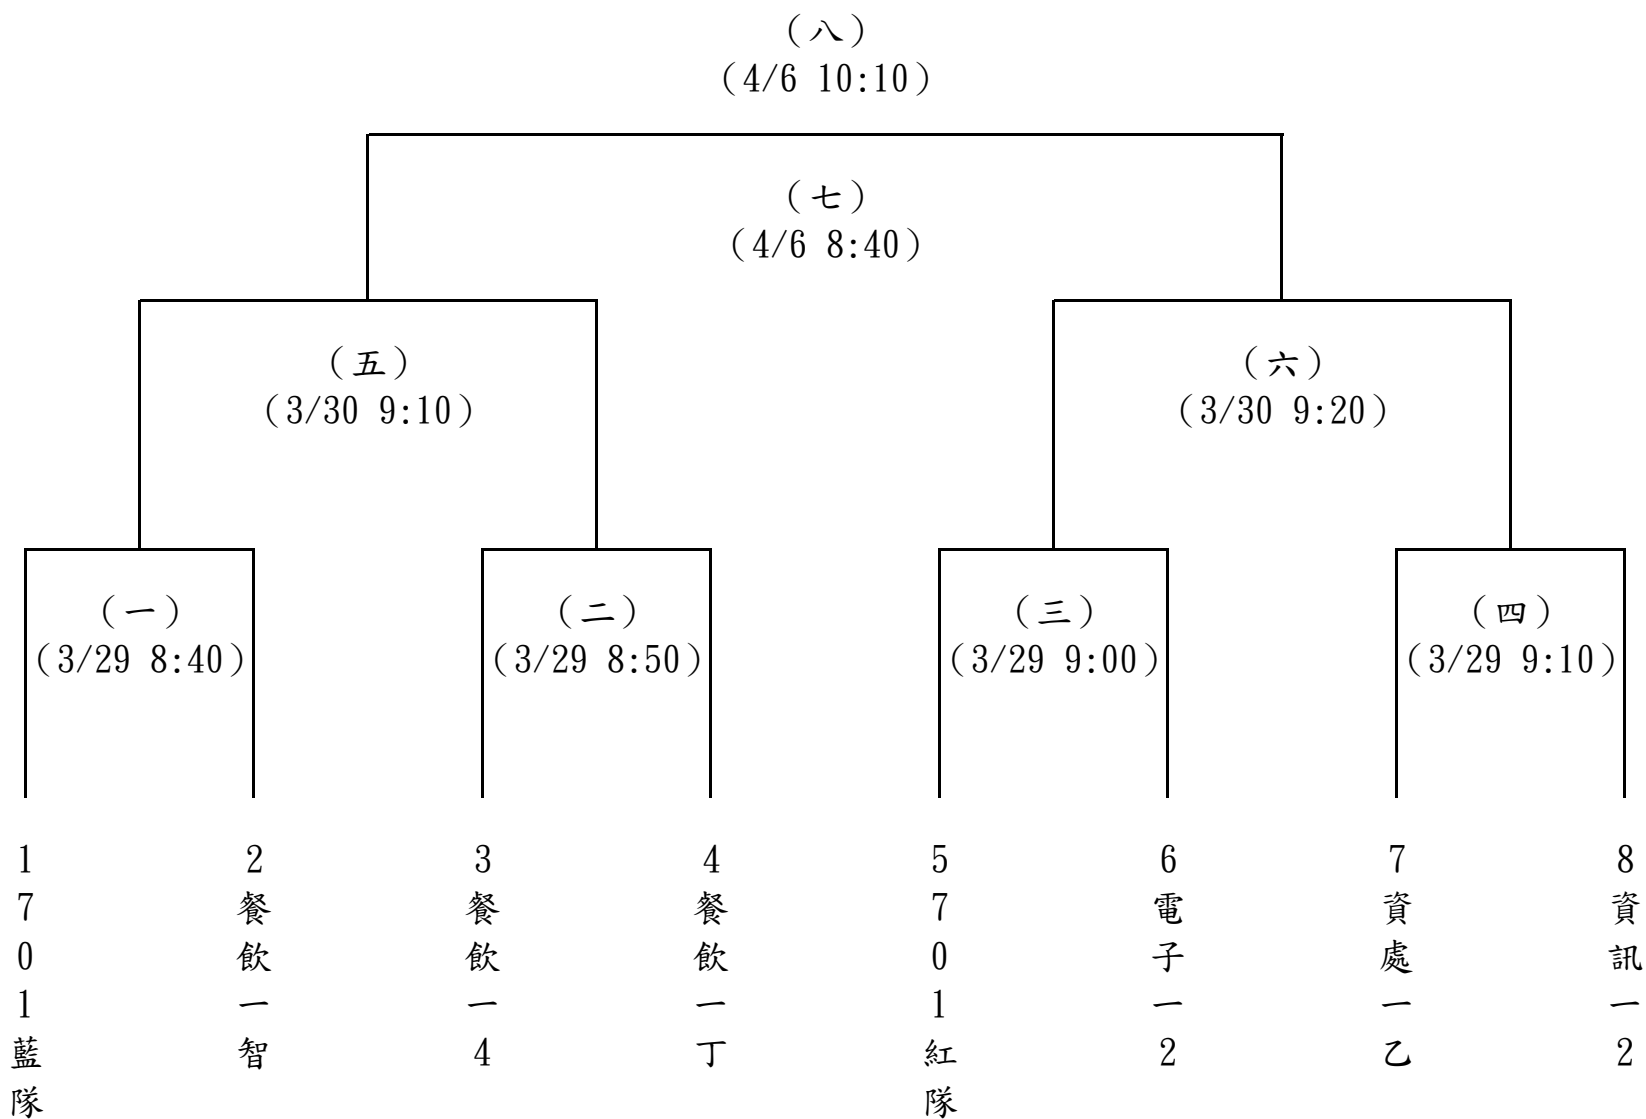 （八）
（4/6 10:10）
（七）
（4/6 8:40）
（五）
（3/30 9:10）
（六）
（3/30 9:20）
（一）
（3/29 8:40）
（二）
（3/29 8:50）
（三）
（3/29 9:00）
（四）
（3/29 9:10）
1701藍隊
2餐飲一智
3餐飲一4
4餐飲一丁
5701紅隊
6電子一2
7資處一乙
8資訊一2